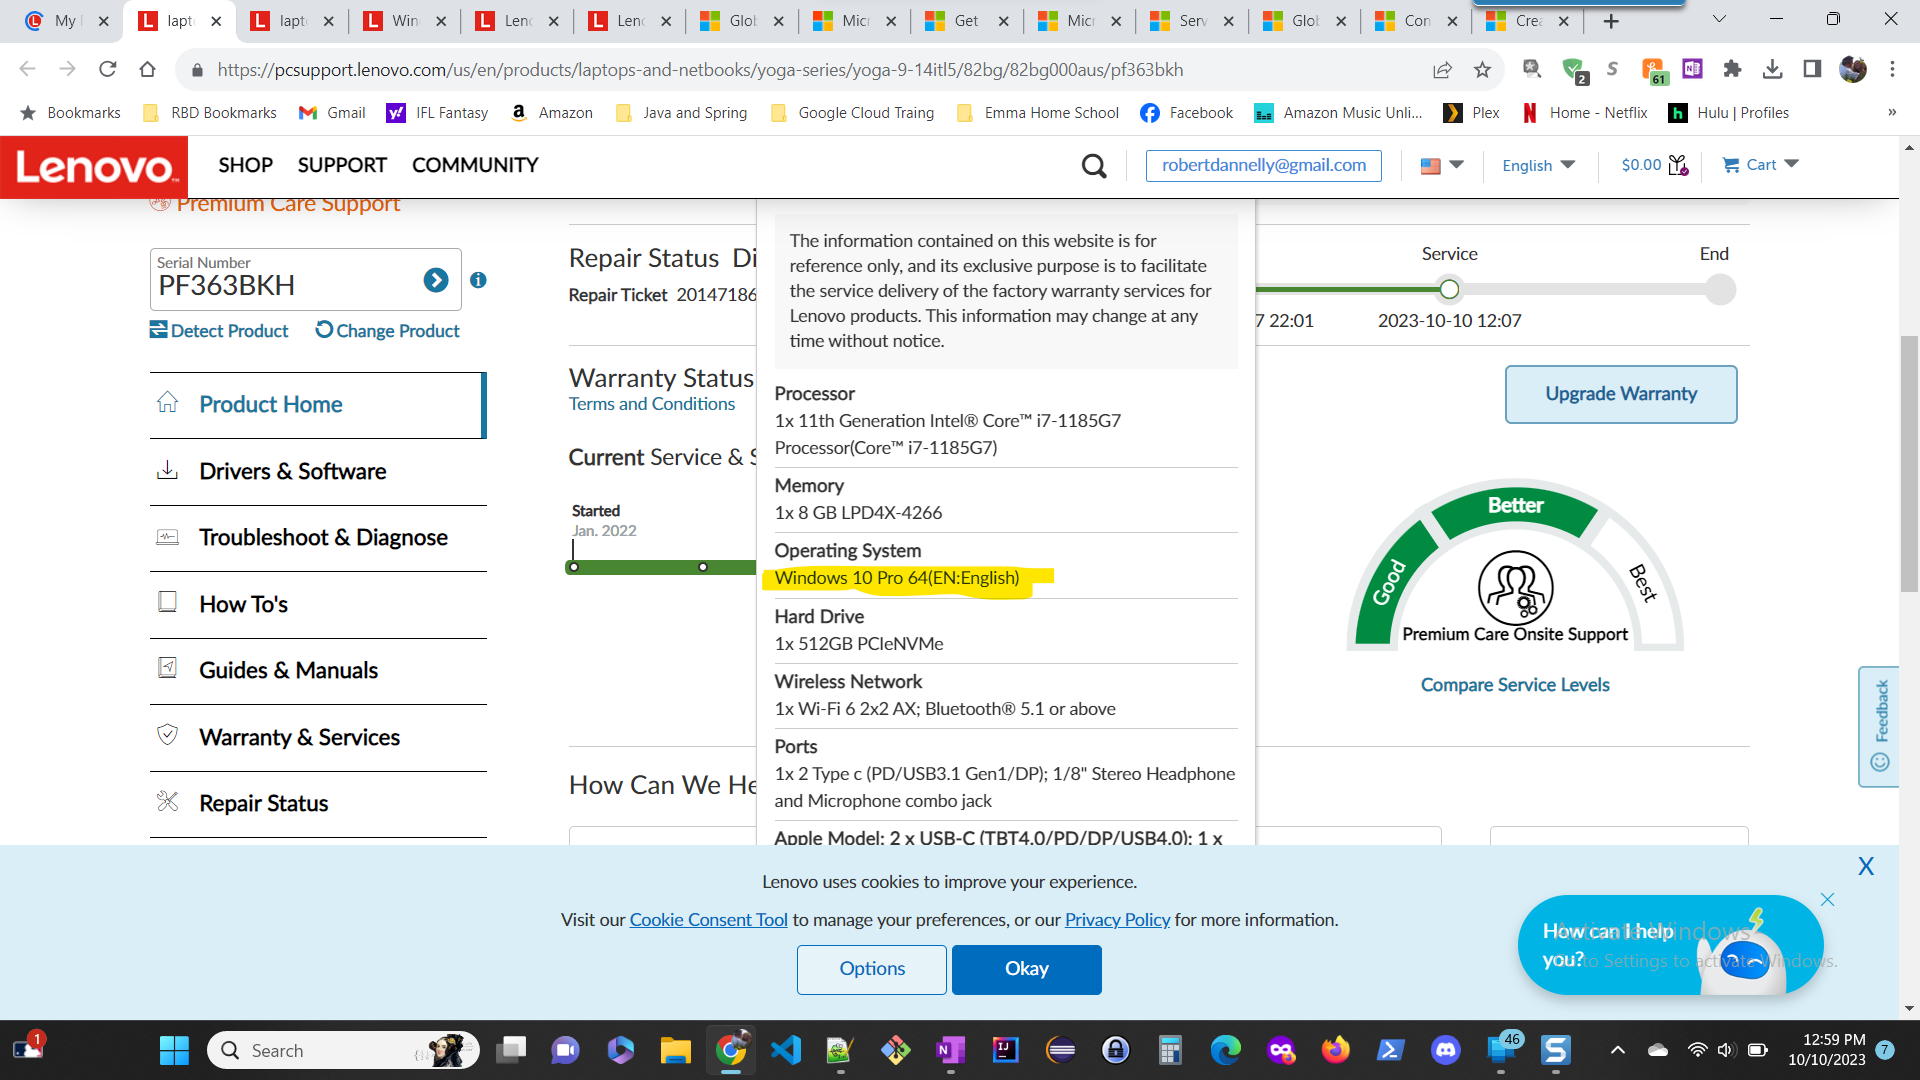 My
lapt
lapt
Win
Len
Glob
Micr
Get
Micr
Serv
Glob
Con
Crea
https://pcsupport.lenovo.com/us/en/products/laptops-and-netbooks/yoga-series/yoga-9-14itl5/82bg/82bg000aus/pf363bkh
2
61
Bookmarks
RBD Bookmarks
Gmail
IFL Fantasy
Amazon
Java and Spring
Google Cloud Traing
Emma Home School
Facebook
Amazon Music Unli...
Plex
Home - Netflix
Hulu | Profiles
»
Lenovo
SHOP
SUPPORT
COMMUNITY
robertdannelly@gmail.com
English
$0.00
Cart
Premium Care Support
Serial Number
PF363BKH
Detect Product
Change Product
Product Home
Drivers & Software
Troubleshoot & Diagnose
How To's
Guides & Manuals
Warranty & Services
Repair Status
Repair Status Di
Repair Ticket 20147186
Service
End
7 22:01
2023-10-10 12:07
Warranty Status
Terms and Conditions
Upgrade Warranty
Current Service & S
Started
Jan. 2022
How Can We He
The information contained on this website is for
reference only, and its exclusive purpose is to facilitate
the service delivery of the factory warranty services for
Lenovo products. This information may change at any
time without notice.
Processor
1x 11th Generation Intel® Core™ i7-1185G7
Processor(Core™ i7-1185G7)
Memory
1x 8 GB LPD4X-4266
Operating System
Windows 10 Pro 64(EN:English)
Hard Drive
1x 512GB PCIeNVMe
Wireless Network
1x Wi-Fi 6 2x2 AX; Bluetooth® 5.1 or above
Ports
1x 2 Type c (PD/USB3.1 Gen1/DP); 1/8" Stereo Headphone
and Microphone combo jack
Apple Model: 2 x USB-C (TBT4.0/PD/DP/USB4.0); 1 x
Good
Better
Best
Premium Care Onsite Support
Compare Service Levels
Feedback
Lenovo uses cookies to improve your experience.
X
Visit our Cookie Consent Tool to manage your preferences, or our Privacy Policy for more information.
Options
Okay
How can I help
you?
Activate Windows
Go to Settings to activate Windows.
1
Search
46
12:59 PM
10/10/2023
7